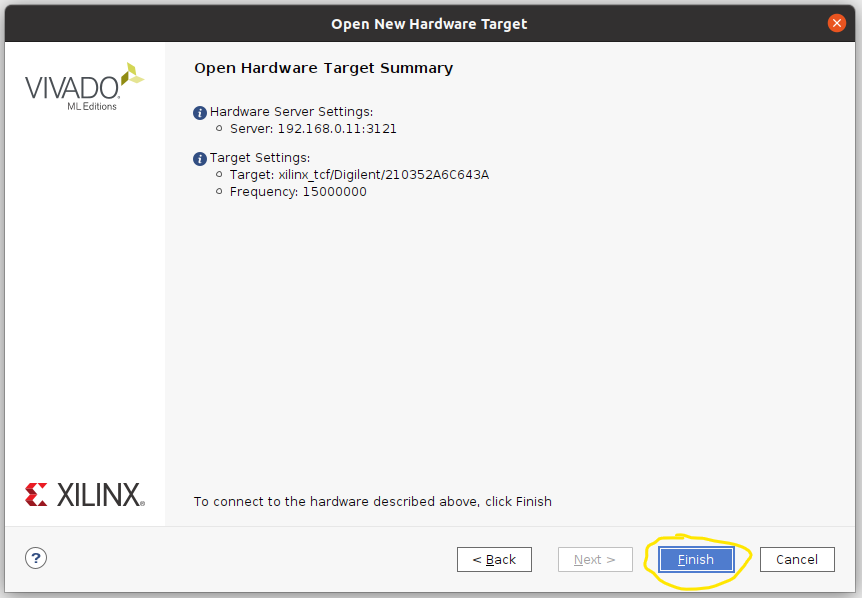 Open New Hardware Target
VIVADO
ML Editions
Open Hardware Target Summary
i Hardware Server Settings:
Server: 192.168.0.11:3121
i Target Settings:
Target: xilinx_tcf/Digilent/210352A6C643A
Frequency: 15000000
XILINX®
To connect to the hardware described above, click Finish
?
< Back
Next >
Finish
Cancel